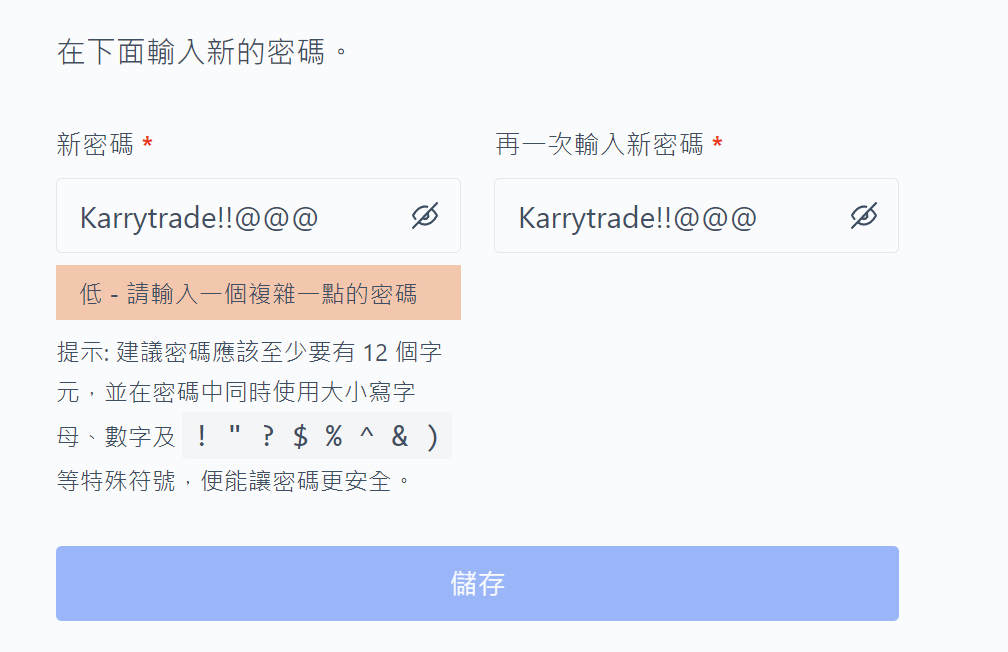 在下面輸入新的密碼。
新密碼 *
再一次輸入新密碼 *
Karrytrade!!@@@
Karrytrade!!@@@
低 - 請輸入一個複雜一點的密碼
提示: 建議密碼應該至少要有 12 個字
元，並在密碼中同時使用大小寫字
母、數字及 ! " ? $ % ^ & )
等特殊符號，便能讓密碼更安全。
儲存